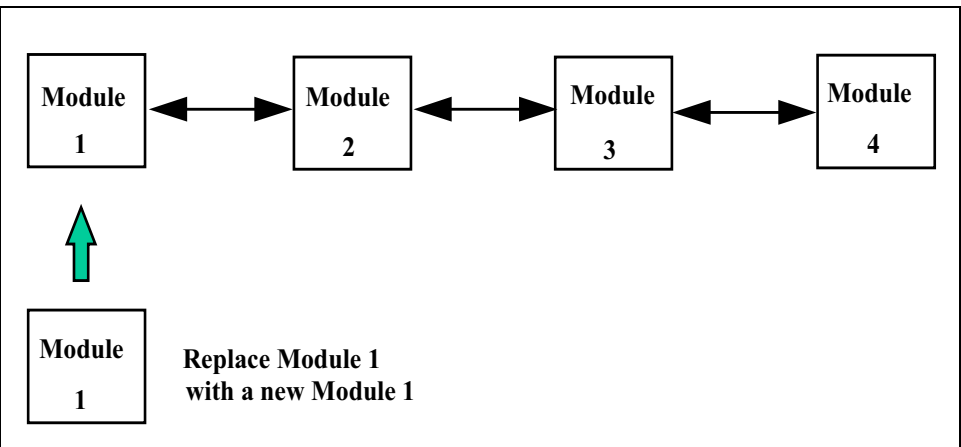 Module
1
Module
2
Module
3
Module
4
Module
1
Replace Module 1
with a new Module 1